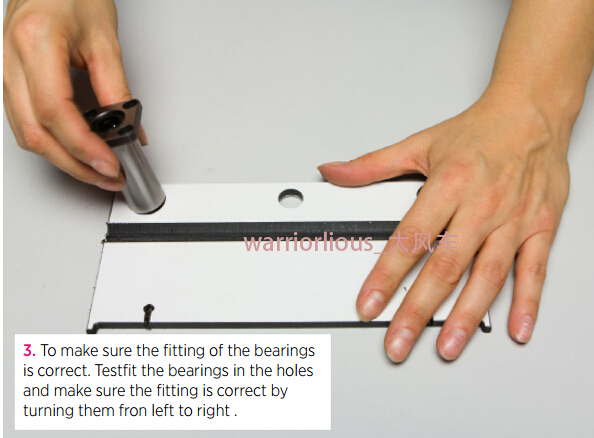 warriorlious_大风车
3. To make sure the fitting of the bearings
is correct. Testfit the bearings in the holes
and make sure the fitting is correct by
turning them fron left to right .